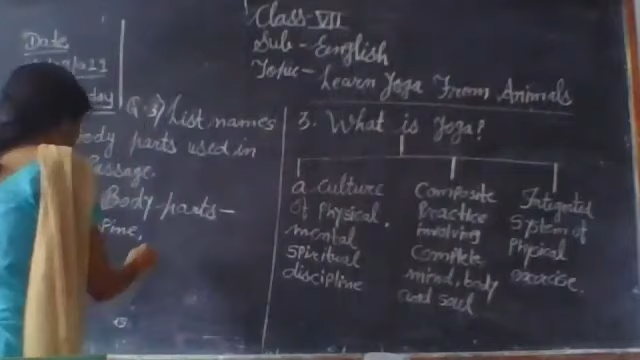 Class-VII
Sub-English
Topic-Learn Yoga From Animals
Date
day
List names
body parts used in
Passage.
Body-parts-
3. What is Yoga?
a culture
of Physical.
mental
spiritual
discipline
Composite
Practice
involving
Complete
mind, body
and soul
Integrated
System of
Physical
exercise.